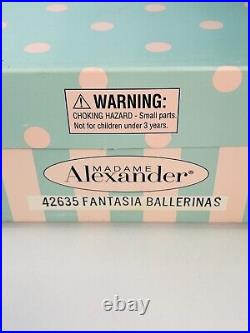 ⚠ WARNING:
CHOKING HAZARD - Small parts.
Not for children under 3 years.
MADAME
Alexander®
42635 FANTASIA BALLERINAS